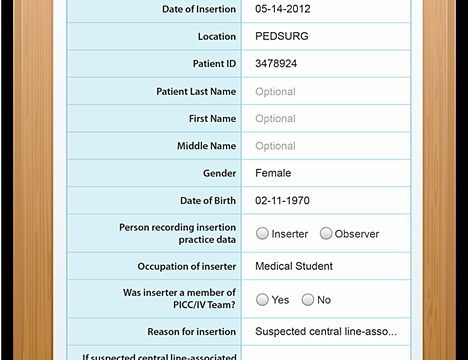 Date of Insertion 05-14-2012
Location PEDSURG
Patient ID 3478924
Patient Last Name Optional
First Name Optional
Middle Name Optional
Gender Female
Date of Birth 02-11-1970
Person recording insertion
practice data Inserter Observer
Occupation of inserter Medical Student
Was inserter a member of
PICC/IV Team? Yes No
Reason for insertion Suspected central line-asso...
If suspected central line-associated